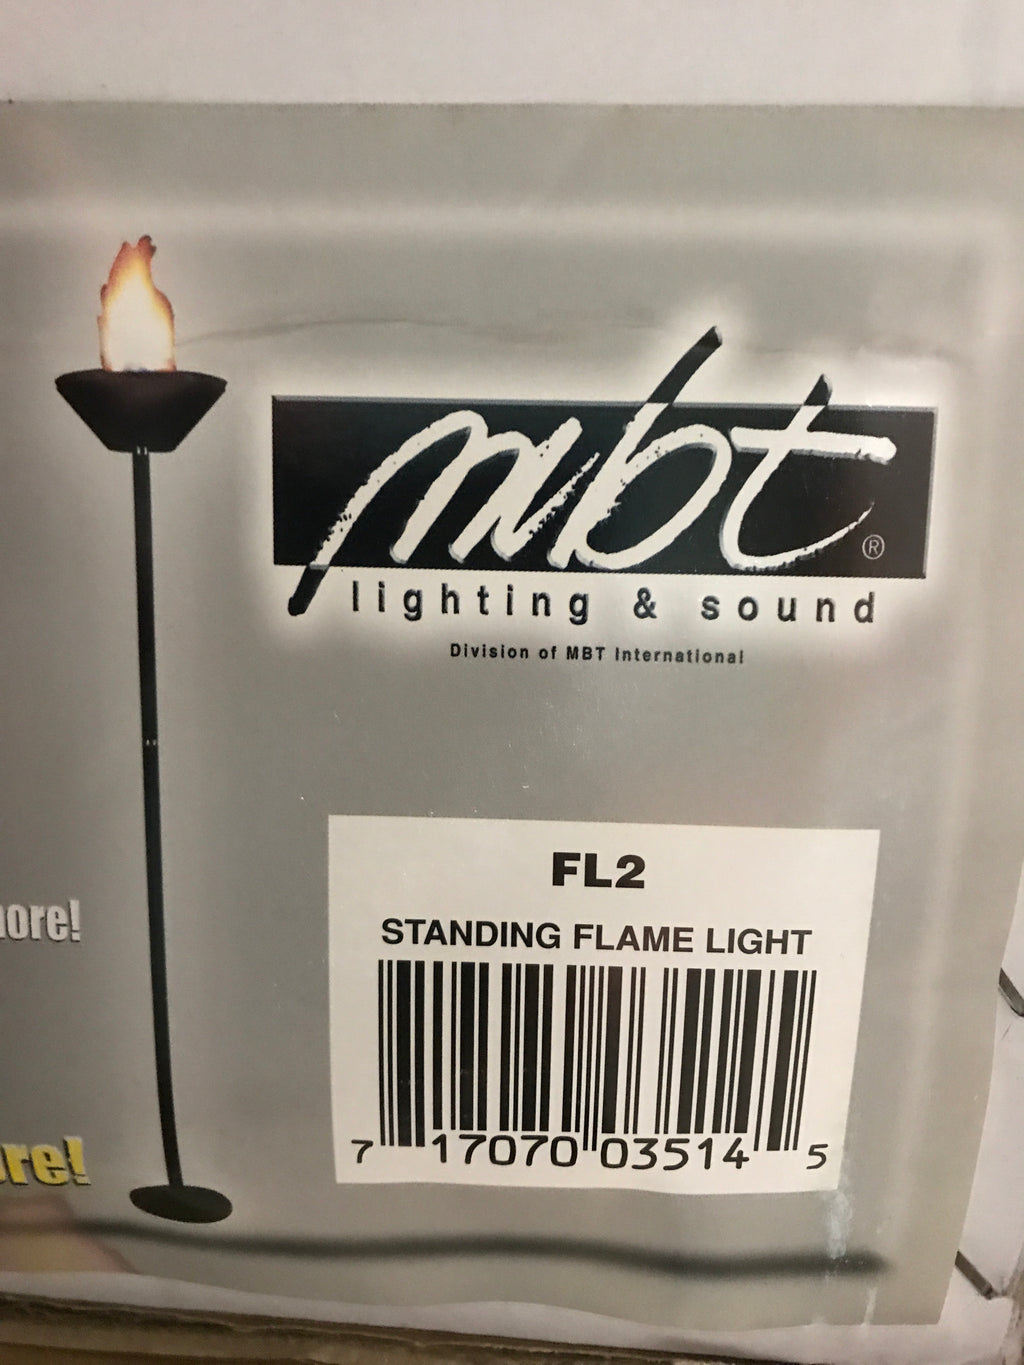 mbt®
lighting & sound
Division of MBT International
FL2
STANDING FLAME LIGHT
7 17070 03514 5